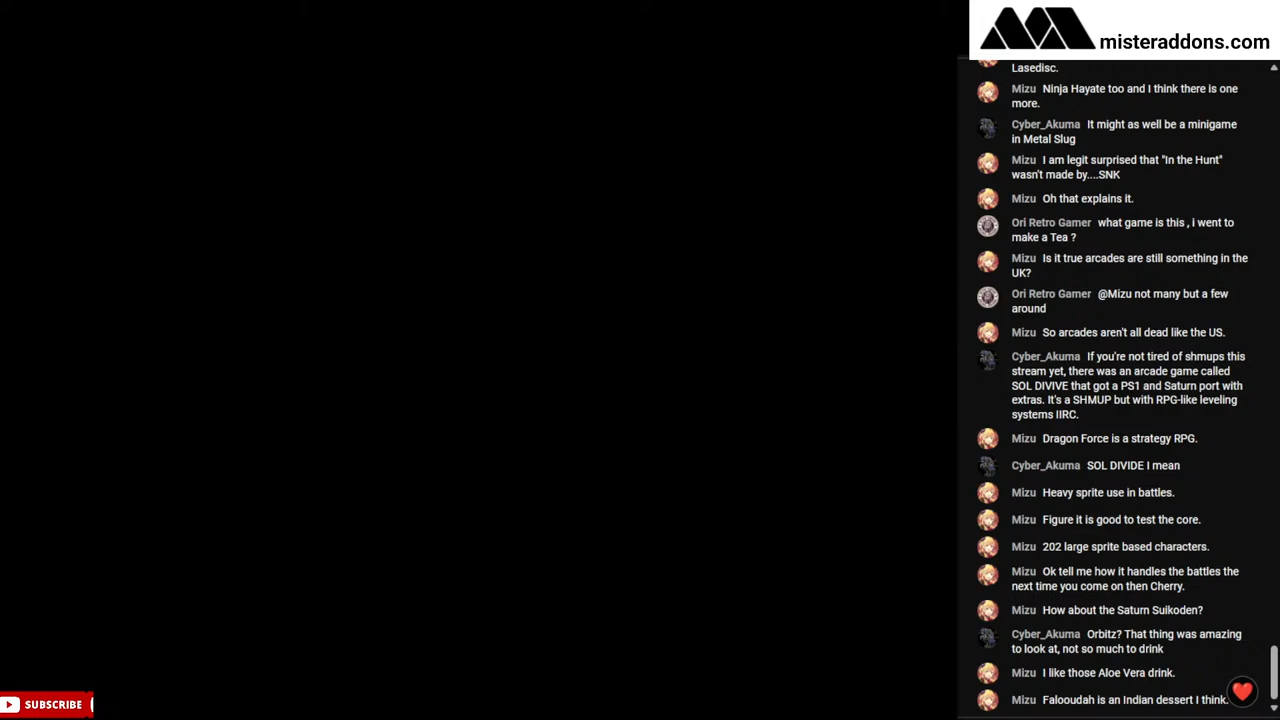 misteraddons.com
Lasedisc.
Mizu Ninja Hayate too and I think there is one
more.
Cyber_Akuma It might as well be a minigame
in Metal Slug
Mizu I am legit surprised that "In the Hunt"
wasn't made by....SNK
Mizu Oh that explains it.
Ori Retro Gamer what game is this , i went to
make a Tea ?
Mizu Is it true arcades are still something in the
UK?
Ori Retro Gamer @Mizu not many but a few
around
Mizu So arcades aren't all dead like the US.
Cyber_Akuma If you're not tired of shmups this
stream yet, there was an arcade game called
SOL DIVIVE that got a PS1 and Saturn port with
extras. It's a SHMUP but with RPG-like leveling
systems IIRC.
Mizu Dragon Force is a strategy RPG.
Cyber_Akuma SOL DIVIDE I mean
Mizu Heavy sprite use in battles.
Mizu Figure it is good to test the core.
Mizu 202 large sprite based characters.
Mizu Ok tell me how it handles the battles the
next time you come on then Cherry.
Mizu How about the Saturn Suikoden?
Cyber_Akuma Orbitz? That thing was amazing
to look at, not so much to drink
Mizu I like those Aloe Vera drink.
Mizu Falooudah is an Indian dessert I think.
SUBSCRIBE